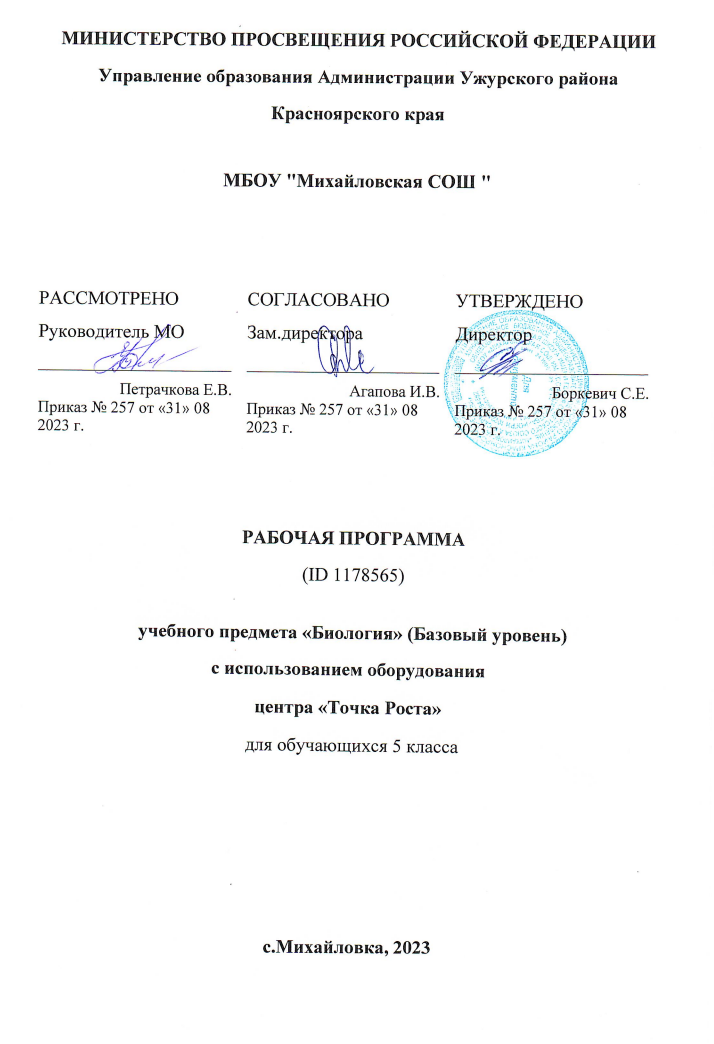 МИНИСТЕРСТВО ПРОСВЕЩЕНИЯ РОССИЙСКОЙ ФЕДЕРАЦИИ
Управление образования Администрации Ужурского района
Красноярского края
МБОУ "Михайловская СОШ "
РАССМОТРЕНО
Руководитель МО
Петрачкова Е.В.
Приказ № 257 от «31» 08
2023 г.
СОГЛАСОВАНО
Зам.директора
Агапова И.В.
Приказ № 257 от «31» 08
2023 г.
УТВЕРЖДЕНО
Директор
Боркевич С.Е.
Приказ № 257 от «31» 08
2023 г.
РАБОЧАЯ ПРОГРАММА
(ID 1178565)
учебного предмета «Биология» (Базовый уровень)
с использованием оборудования
центра «Точка Роста»
для обучающихся 5 класса
с.Михайловка, 2023